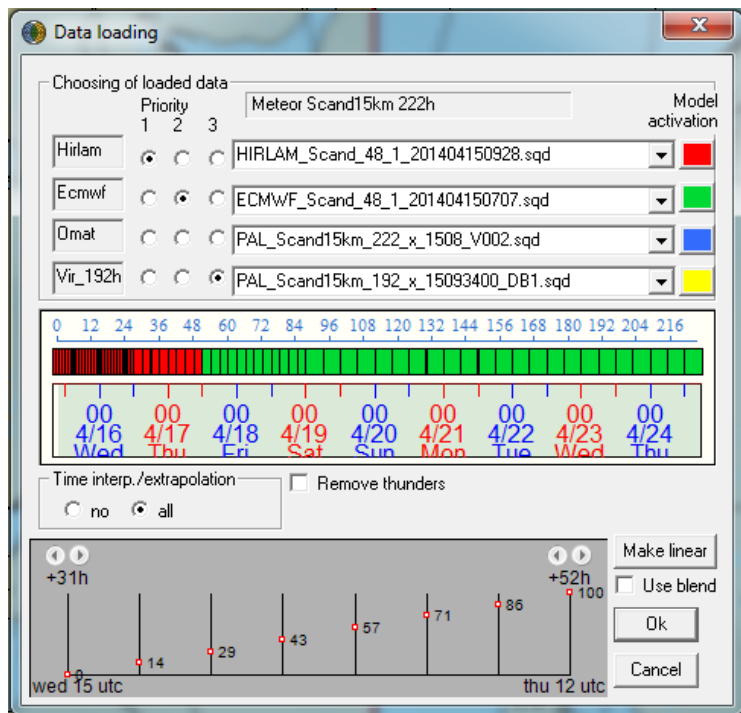 Data loading
Choosing of loaded data
Priority
Meteor Scand15km 222h
Model activation
1 2 3
Hirlam HIRLAM_Scand_48_1_201404150928.sqd
Ecmwf ECMWF_Scand_48_1_201404150707.sqd
Omat PAL_Scand15km_222_x_1508_V002.sqd
Vir_192h PAL_Scand15km_192_x_15093400_DB1.sqd
0 12 24 36 48 60 72 84 96 108 120 132 144 156 168 180 192 204 216
00 00 00 00 00 00 00 00 00
4/16 4/17 4/18 4/19 4/20 4/21 4/22 4/23 4/24
Wed Thu Fri Sat Sun Mon Tue Wed Thu
Time interp./extrapolation
no all
Remove thunders
+31h +52h
0 14 29 43 57 71 86 100
wed 15 utc thu 12 utc
Make linear
Use blend
Ok
Cancel